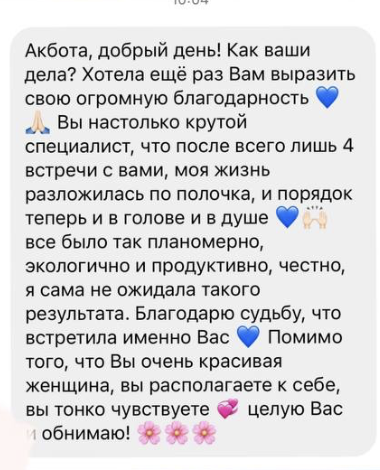 10:04
Акбота, добрый день! Как ваши
дела? Хотела ещё раз Вам выразить
свою огромную благодарность 💙
🙏🏻 Вы настолько крутой
специалист, что после всего лишь 4
встречи с вами, моя жизнь
разложилась по полочка, и порядок
теперь и в голове и в душе 💙🙌🏻
все было так планомерно,
экологично и продуктивно, честно,
я сама не ожидала такого
результата. Благодарю судьбу, что
встретила именно Вас 💙 Помимо
того, что Вы очень красивая
женщина, вы располагаете к себе,
вы тонко чувствуете 💞 целую Вас
и обнимаю! 🌸🌸🌸